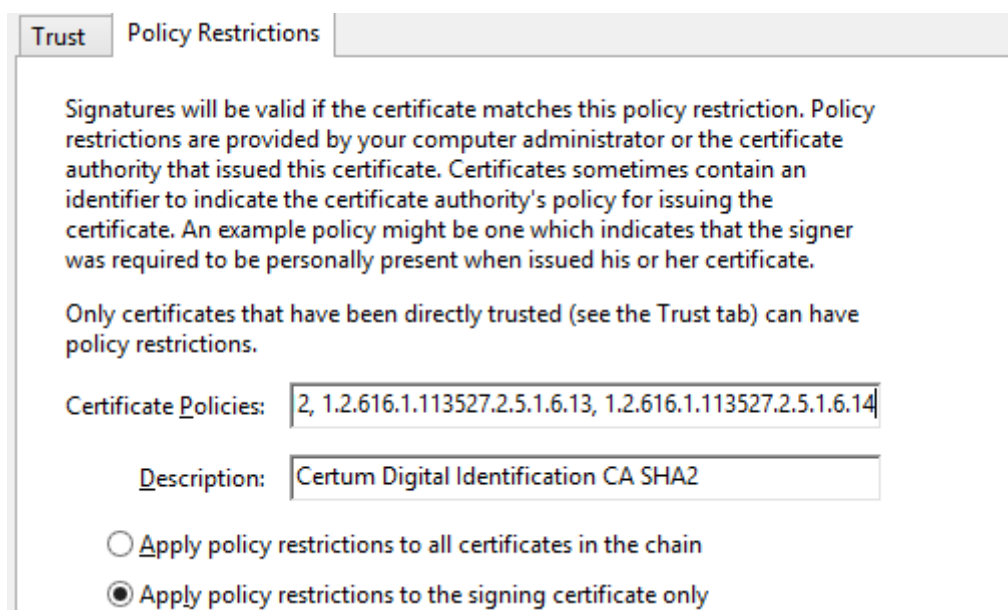 Trust
Policy Restrictions
Signatures will be valid if the certificate matches this policy restriction. Policy
restrictions are provided by your computer administrator or the certificate
authority that issued this certificate. Certificates sometimes contain an
identifier to indicate the certificate authority's policy for issuing the
certificate. An example policy might be one which indicates that the signer
was required to be personally present when issued his or her certificate.
Only certificates that have been directly trusted (see the Trust tab) can have
policy restrictions.
Certificate Policies: 2, 1.2.616.1.113527.2.5.1.6.13, 1.2.616.1.113527.2.5.1.6.14
Description: Certum Digital Identification CA SHA2
Apply policy restrictions to all certificates in the chain
Apply policy restrictions to the signing certificate only